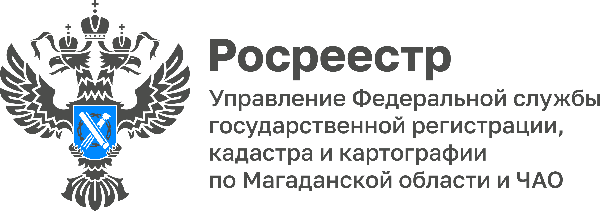 Росреестр
Управление Федеральной службы
государственной регистрации,
кадастра и картографии
по Магаданской области и ЧАО